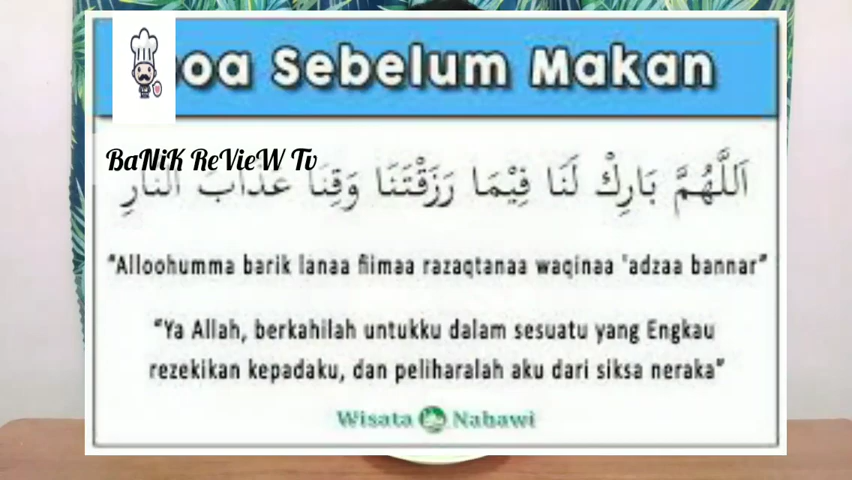 oa Sebelum Makan
BaNiK ReVieW Tv
اَللَّهُمَّ بَارِكْ لَنَا فِيْمَا رَزَقْتَنَا وَقِنَا عَذَابَ النَّارِ
“Alloohumma barik lanaa fiimaa razaqtanaa waqinaa 'adzaa bannar”
“Ya Allah, berkahilah untukku dalam sesuatu yang Engkau
rezekikan kepadaku, dan peliharalah aku dari siksa neraka”
Wisata Nabawi